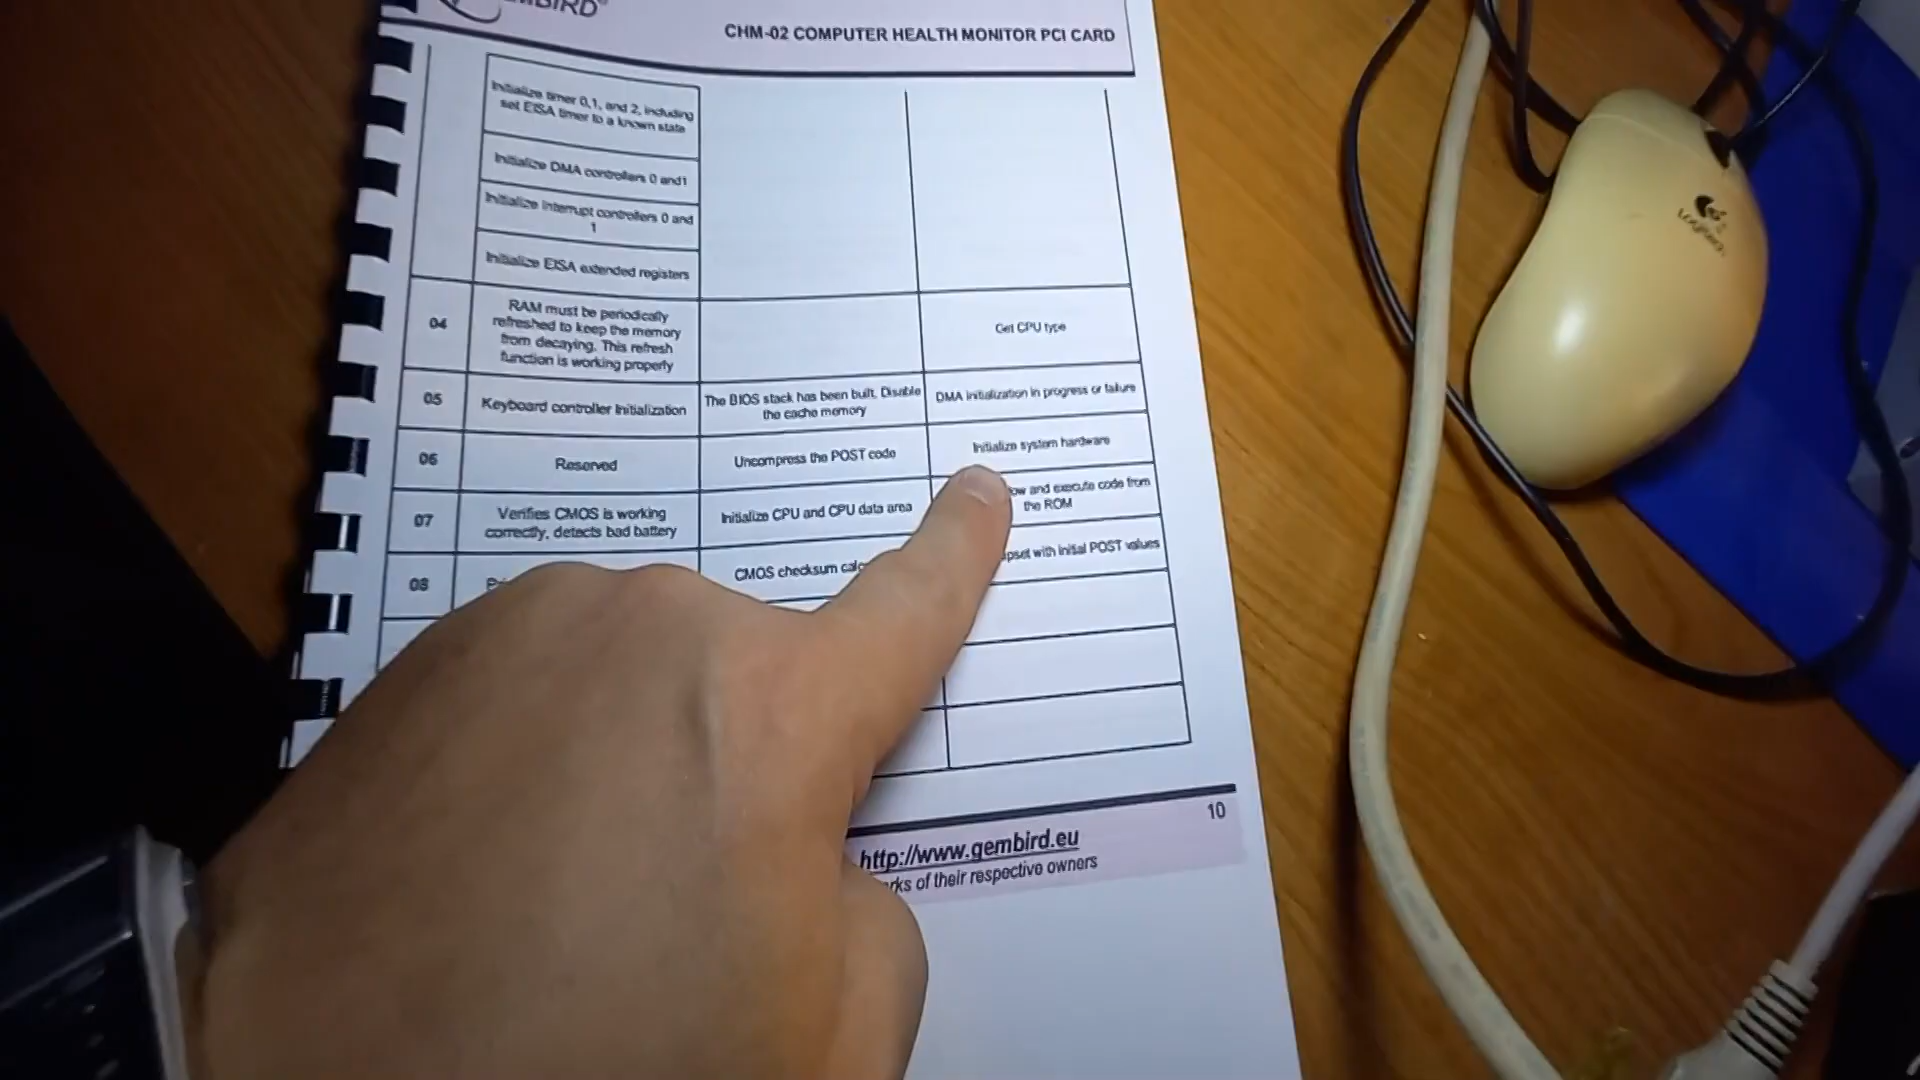 CHM-02 COMPUTER HEALTH MONITOR PCI CARD
Initialize timer 0,1, and 2, including
set EISA timer to a known state
Initialize DMA controllers 0 and1
Initialize interrupt controllers 0 and
1
Initialize EISA extended registers
04
RAM must be periodically
refreshed to keep the memory
from decaying. This refresh
function is working properly
Get CPU type
05
Keyboard controller initialization
The BIOS stack has been built. Disable
the cache memory
DMA initialization in progress or failure
06
Reserved
Uncompress the POST code
Initialize system hardware
07
Verifies CMOS is working
correctly, detects bad battery
Initialize CPU and CPU data area
and execute code from
the ROM
08
CMOS checksum
with initial POST values
10
http://www.gembird.eu
of their respective owners
Logitech